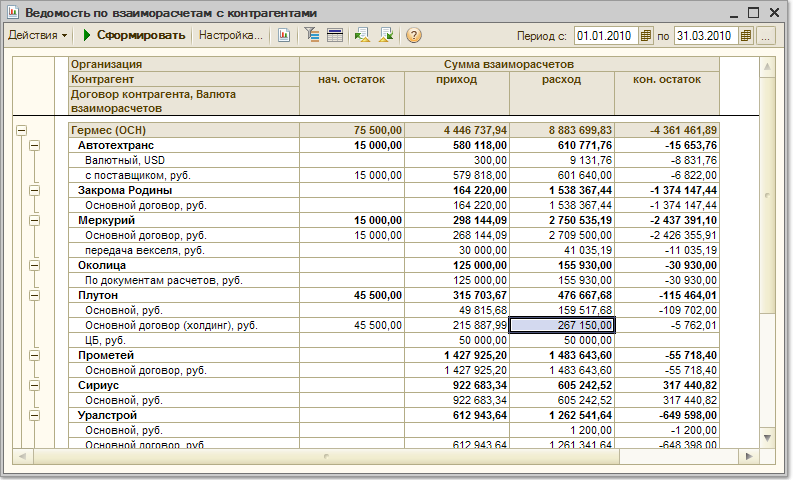 Ведомость по взаиморасчетам с контрагентами
Действия Сформировать Настройка... Период с: 01.01.2010 по 31.03.2010 ...
Организация Сумма взаиморасчетов
Контрагент нач. остаток приход расход кон. остаток
Договор контрагента, Валюта
взаиморасчетов
Гермес (ОСН) 75 500,00 4 446 737,94 8 883 699,83 -4 361 461,89
Автотехтранс 15 000,00 580 118,00 610 771,76 -15 653,76
Валютный, USD 300,00 9 131,76 -8 831,76
с поставщиком, руб. 15 000,00 579 818,00 601 640,00 -6 822,00
Закрома Родины 164 220,00 1 538 367,44 -1 374 147,44
Основной договор, руб. 164 220,00 1 538 367,44 -1 374 147,44
Меркурий 15 000,00 298 144,09 2 750 535,19 -2 437 391,10
Основной договор, руб. 15 000,00 268 144,09 2 709 500,00 -2 426 355,91
передача векселя, руб. 30 000,00 41 035,19 -11 035,19
Околица 125 000,00 155 930,00 -30 930,00
По документам расчетов, руб. 125 000,00 155 930,00 -30 930,00
Плутон 45 500,00 315 703,67 476 667,68 -115 464,01
Основной, руб. 49 815,68 159 517,68 -109 702,00
Основной договор (холдинг), руб. 45 500,00 215 887,99 267 150,00 -5 762,01
ЦБ, руб. 50 000,00 50 000,00
Прометей 1 427 925,20 1 483 643,60 -55 718,40
Основной договор, руб. 1 427 925,20 1 483 643,60 -55 718,40
Сириус 922 683,34 605 242,52 317 440,82
Основной, руб. 922 683,34 605 242,52 317 440,82
Уралстрой 612 943,64 1 262 541,64 -649 598,00
Основной, руб. 1 200,00 -1 200,00
Основной договор, руб. 612 943,64 1 261 341,64 -648 398,00